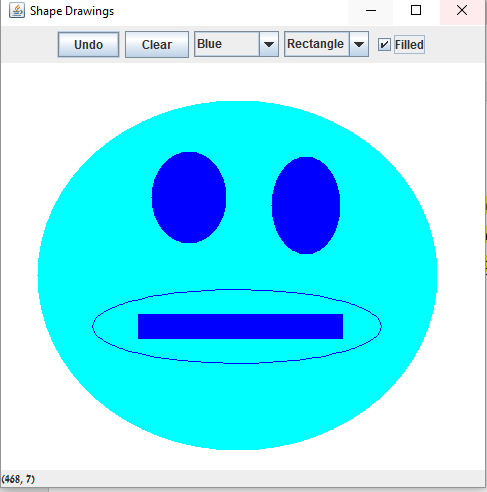 Shape Drawings
Undo Clear Blue Rectangle Filled
(468, 7)